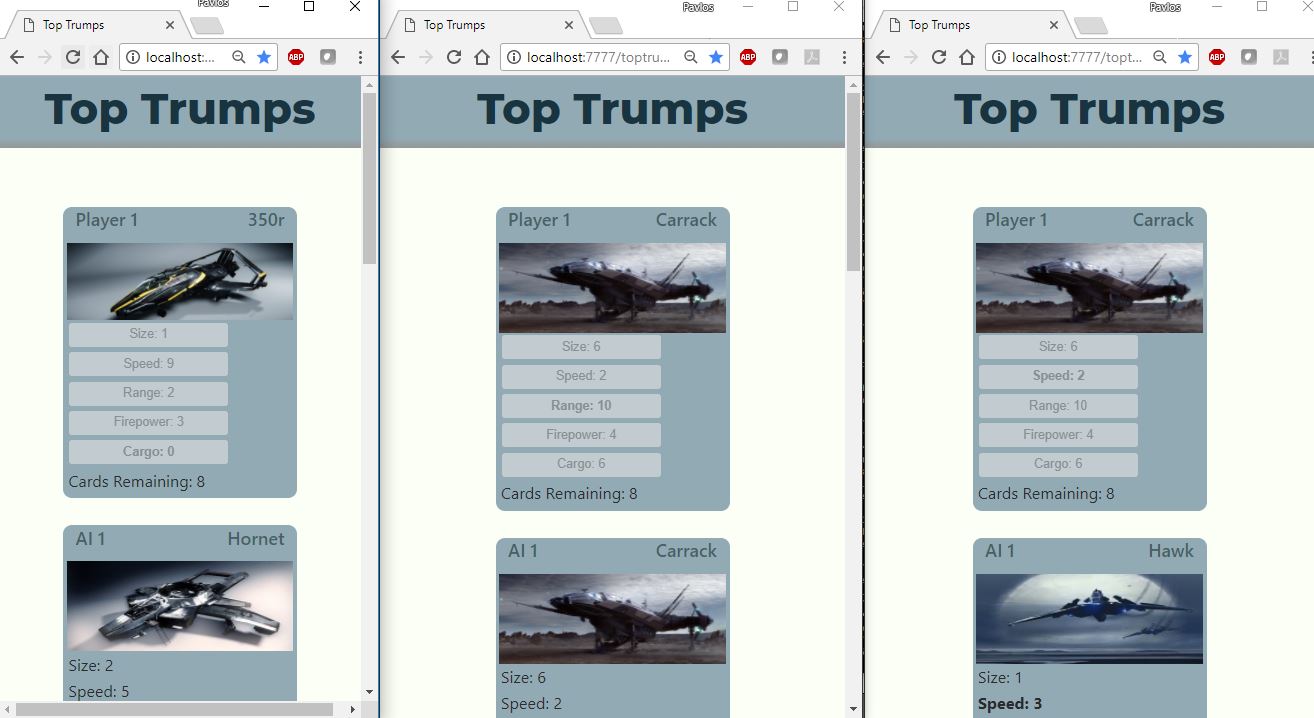 Pavlos
Top Trumps
localhost:...
ABP
Top Trumps
Player 1 350r
Size: 1
Speed: 9
Range: 2
Firepower: 3
Cargo: 0
Cards Remaining: 8
AI 1 Hornet
Size: 2
Speed: 5
Pavlos
Top Trumps
localhost:7777/toptru...
ABP
Top Trumps
Player 1 Carrack
Size: 6
Speed: 2
Range: 10
Firepower: 4
Cargo: 6
Cards Remaining: 8
AI 1 Carrack
Size: 6
Speed: 2
Pavlos
Top Trumps
localhost:7777/topt...
ABP
Top Trumps
Player 1 Carrack
Size: 6
Speed: 2
Range: 10
Firepower: 4
Cargo: 6
Cards Remaining: 8
AI 1 Hawk
Size: 1
Speed: 3